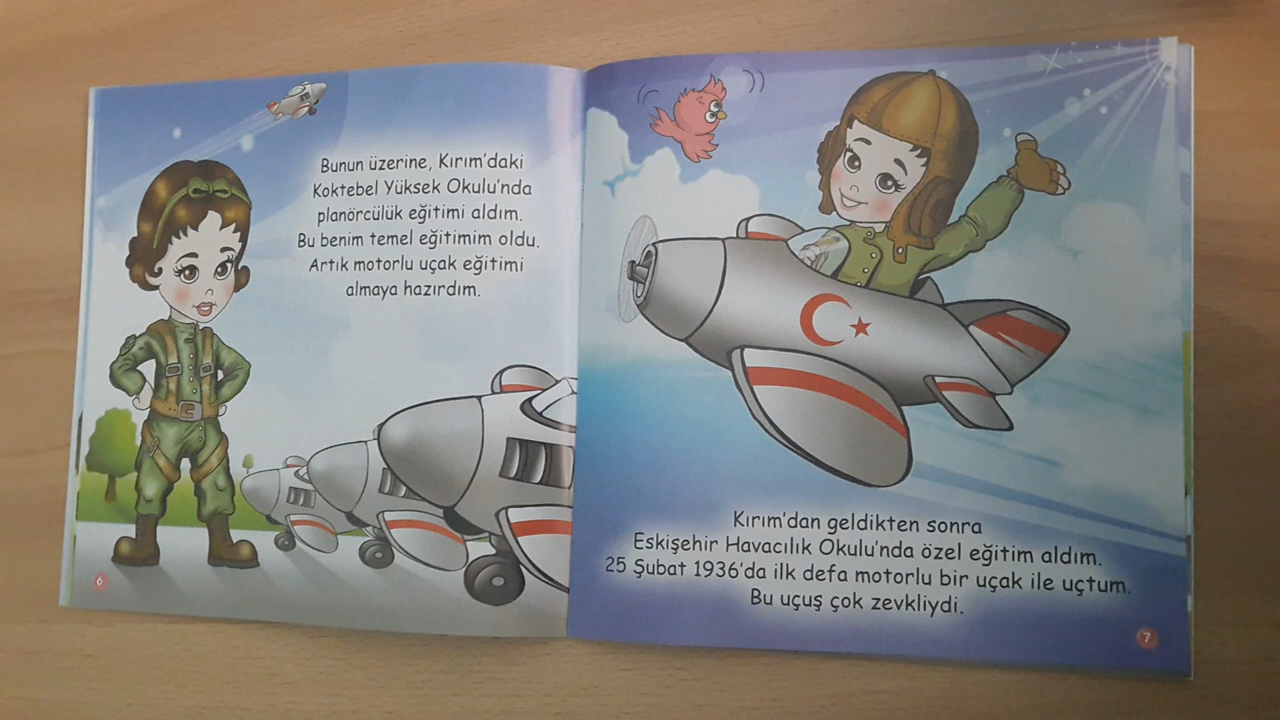 Bunun üzerine, Kırım'daki
Koktebel Yüksek Okulu'nda
planörcülük eğitimi aldım.
Bu benim temel eğitimim oldu.
Artık motorlu uçak eğitimi
almaya hazırdım.
6
Kırım'dan geldikten sonra
Eskişehir Havacılık Okulu'nda özel eğitim aldım.
25 Şubat 1936'da ilk defa motorlu bir uçak ile uçtum.
Bu uçuş çok zevkliydi.
7